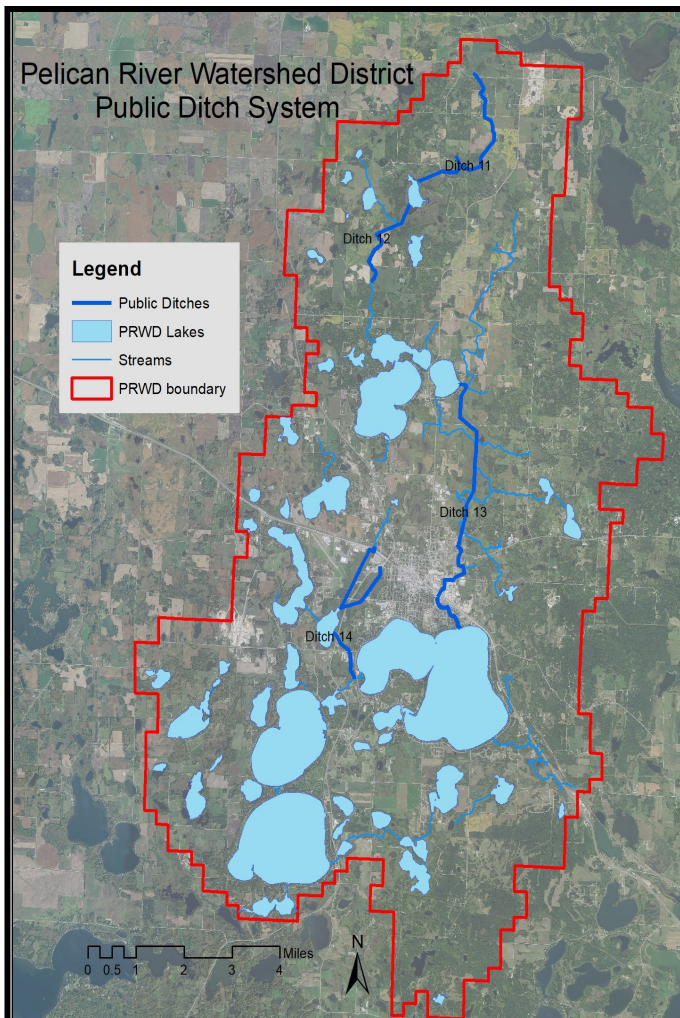 Pelican River Watershed District
Public Ditch System
Ditch 11
Ditch 12
Legend
Public Ditches
PRWD Lakes
Streams
PRWD boundary
Ditch 13
Ditch 14
Miles
0 0.5 1 2 3 4
N